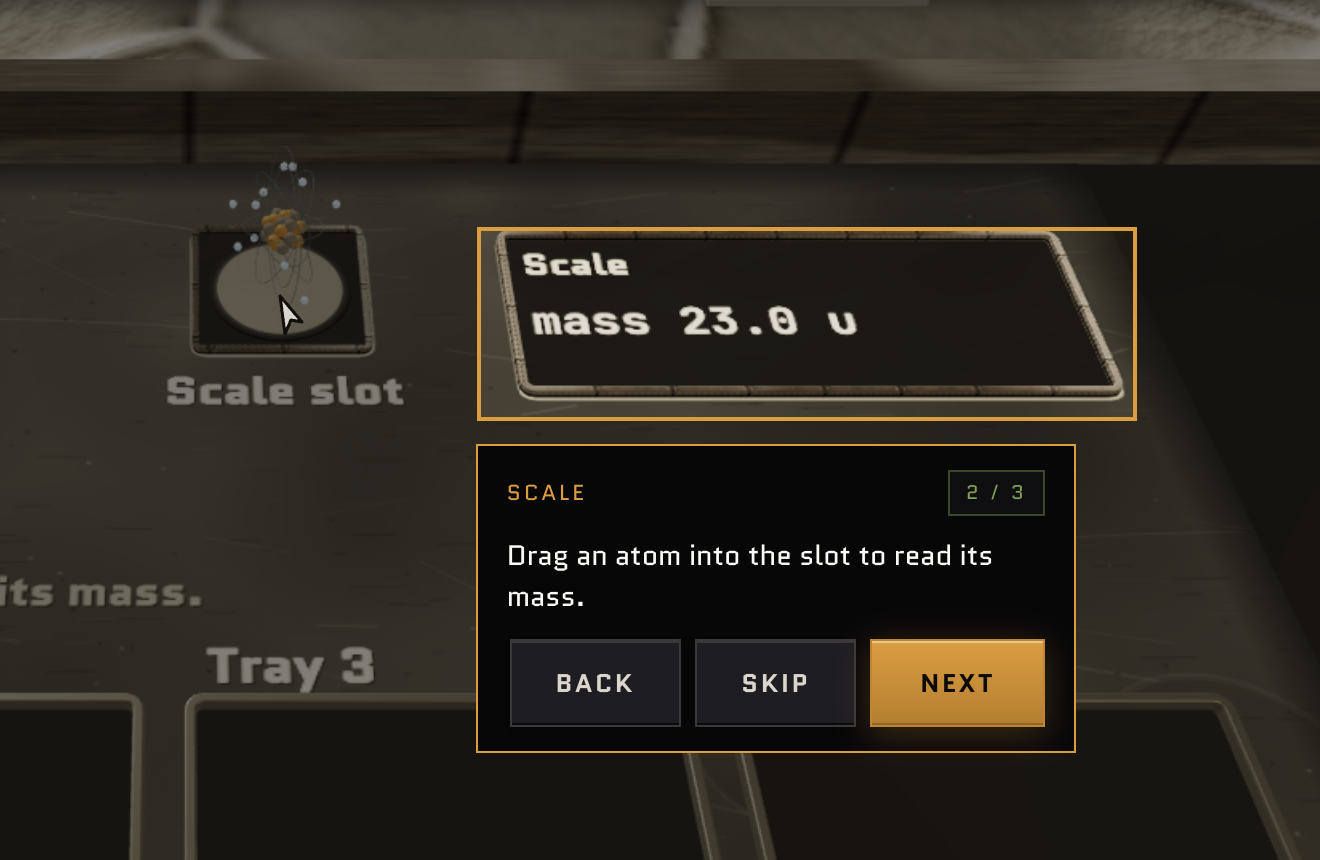 Scale
mass 23.0 u
Scale slot
SCALE
2 / 3
Drag an atom into the slot to read its
mass.
its mass.
Tray 3
BACK
SKIP
NEXT